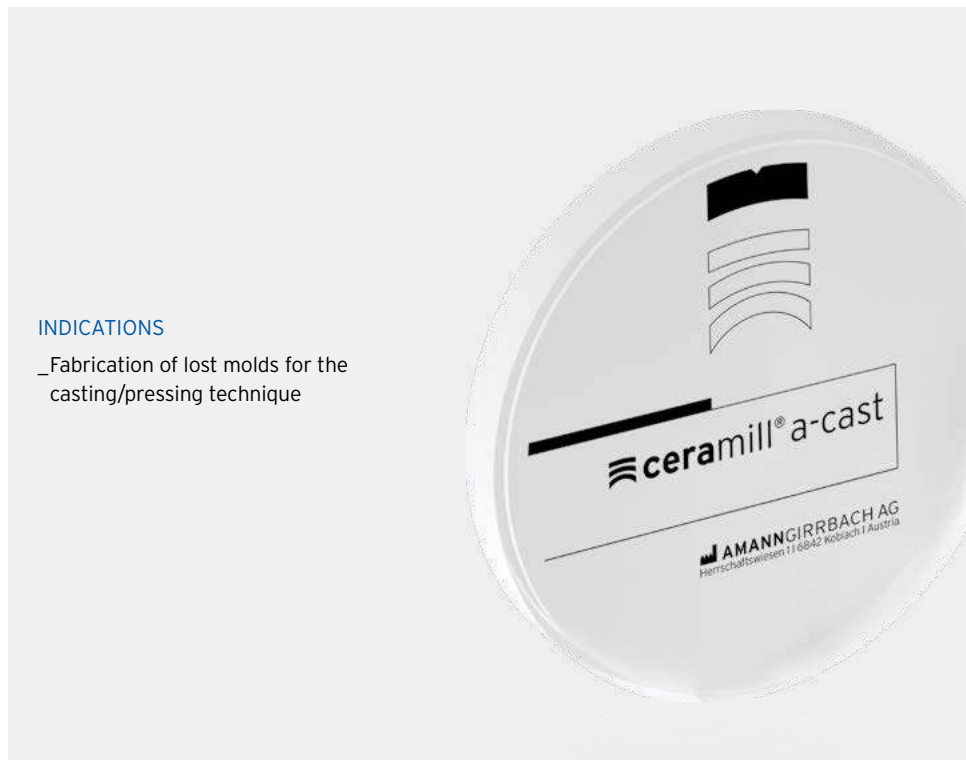 INDICATIONS
_Fabrication of lost molds for the
casting/pressing technique
ceramill® a-cast
AMANNGIRRBACH AG
Herrschaftswiesen 1 | 6842 Koblach | Austria